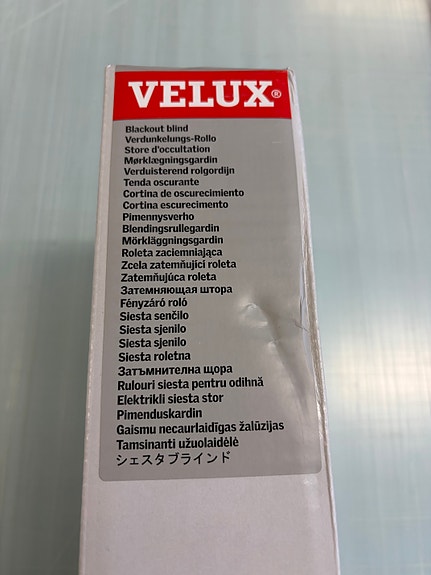 VELUX®
Blackout blind
Verdunkelungs-Rollo
Store d'occultation
Mørklægningsgardin
Verduisterend rolgordijn
Tenda oscurante
Cortina de oscurecimiento
Cortina escurecimento
Pimennysverho
Blendingsrullegardin
Mörkläggningsgardin
Roleta zaciemniająca
Zcela zatemňující roleta
Zatemňujúca roleta
Затемняющая штора
Fényzáró roló
Siesta senčilo
Siesta sjenilo
Siesta sjenilo
Siesta roletna
Затъмнителна щора
Rulouri siesta pentru odihnă
Elektrikli siesta stor
Pimenduskardin
Gaismu necaurlaidīgas žalūzijas
Tamsinanti užuolaidėlė
シェスタブラインド